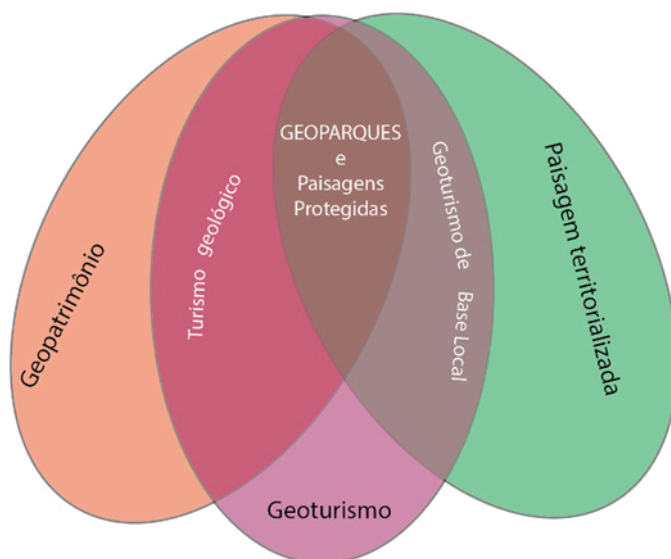 GEOPARQUES
e
Paisagens
Protegidas
Geopatrimônio
Turismo geológico
Geoturismo de Base Local
Paisagem territorializada
Geoturismo